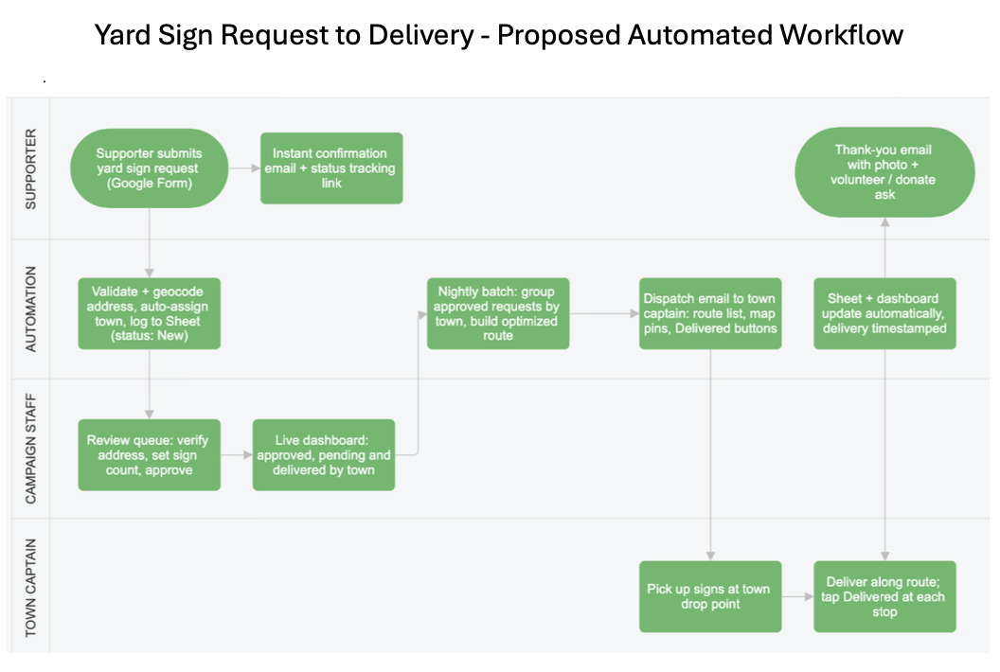 Yard Sign Request to Delivery - Proposed Automated Workflow
.
SUPPORTER
Supporter submits
yard sign request
(Google Form)
Instant confirmation
email + status tracking
link
Thank-you email
with photo +
volunteer / donate
ask
AUTOMATION
Validate + geocode
address, auto-assign
town, log to Sheet
(status: New)
Nightly batch: group
approved requests by
town, build optimized
route
Dispatch email to town
captain: route list, map
pins, Delivered buttons
Sheet + dashboard
update automatically,
delivery timestamped
CAMPAIGN STAFF
Review queue: verify
address, set sign
count, approve
Live dashboard:
approved, pending and
delivered by town
TOWN CAPTAIN
Pick up signs at town
drop point
Deliver along route;
tap Delivered at each
stop